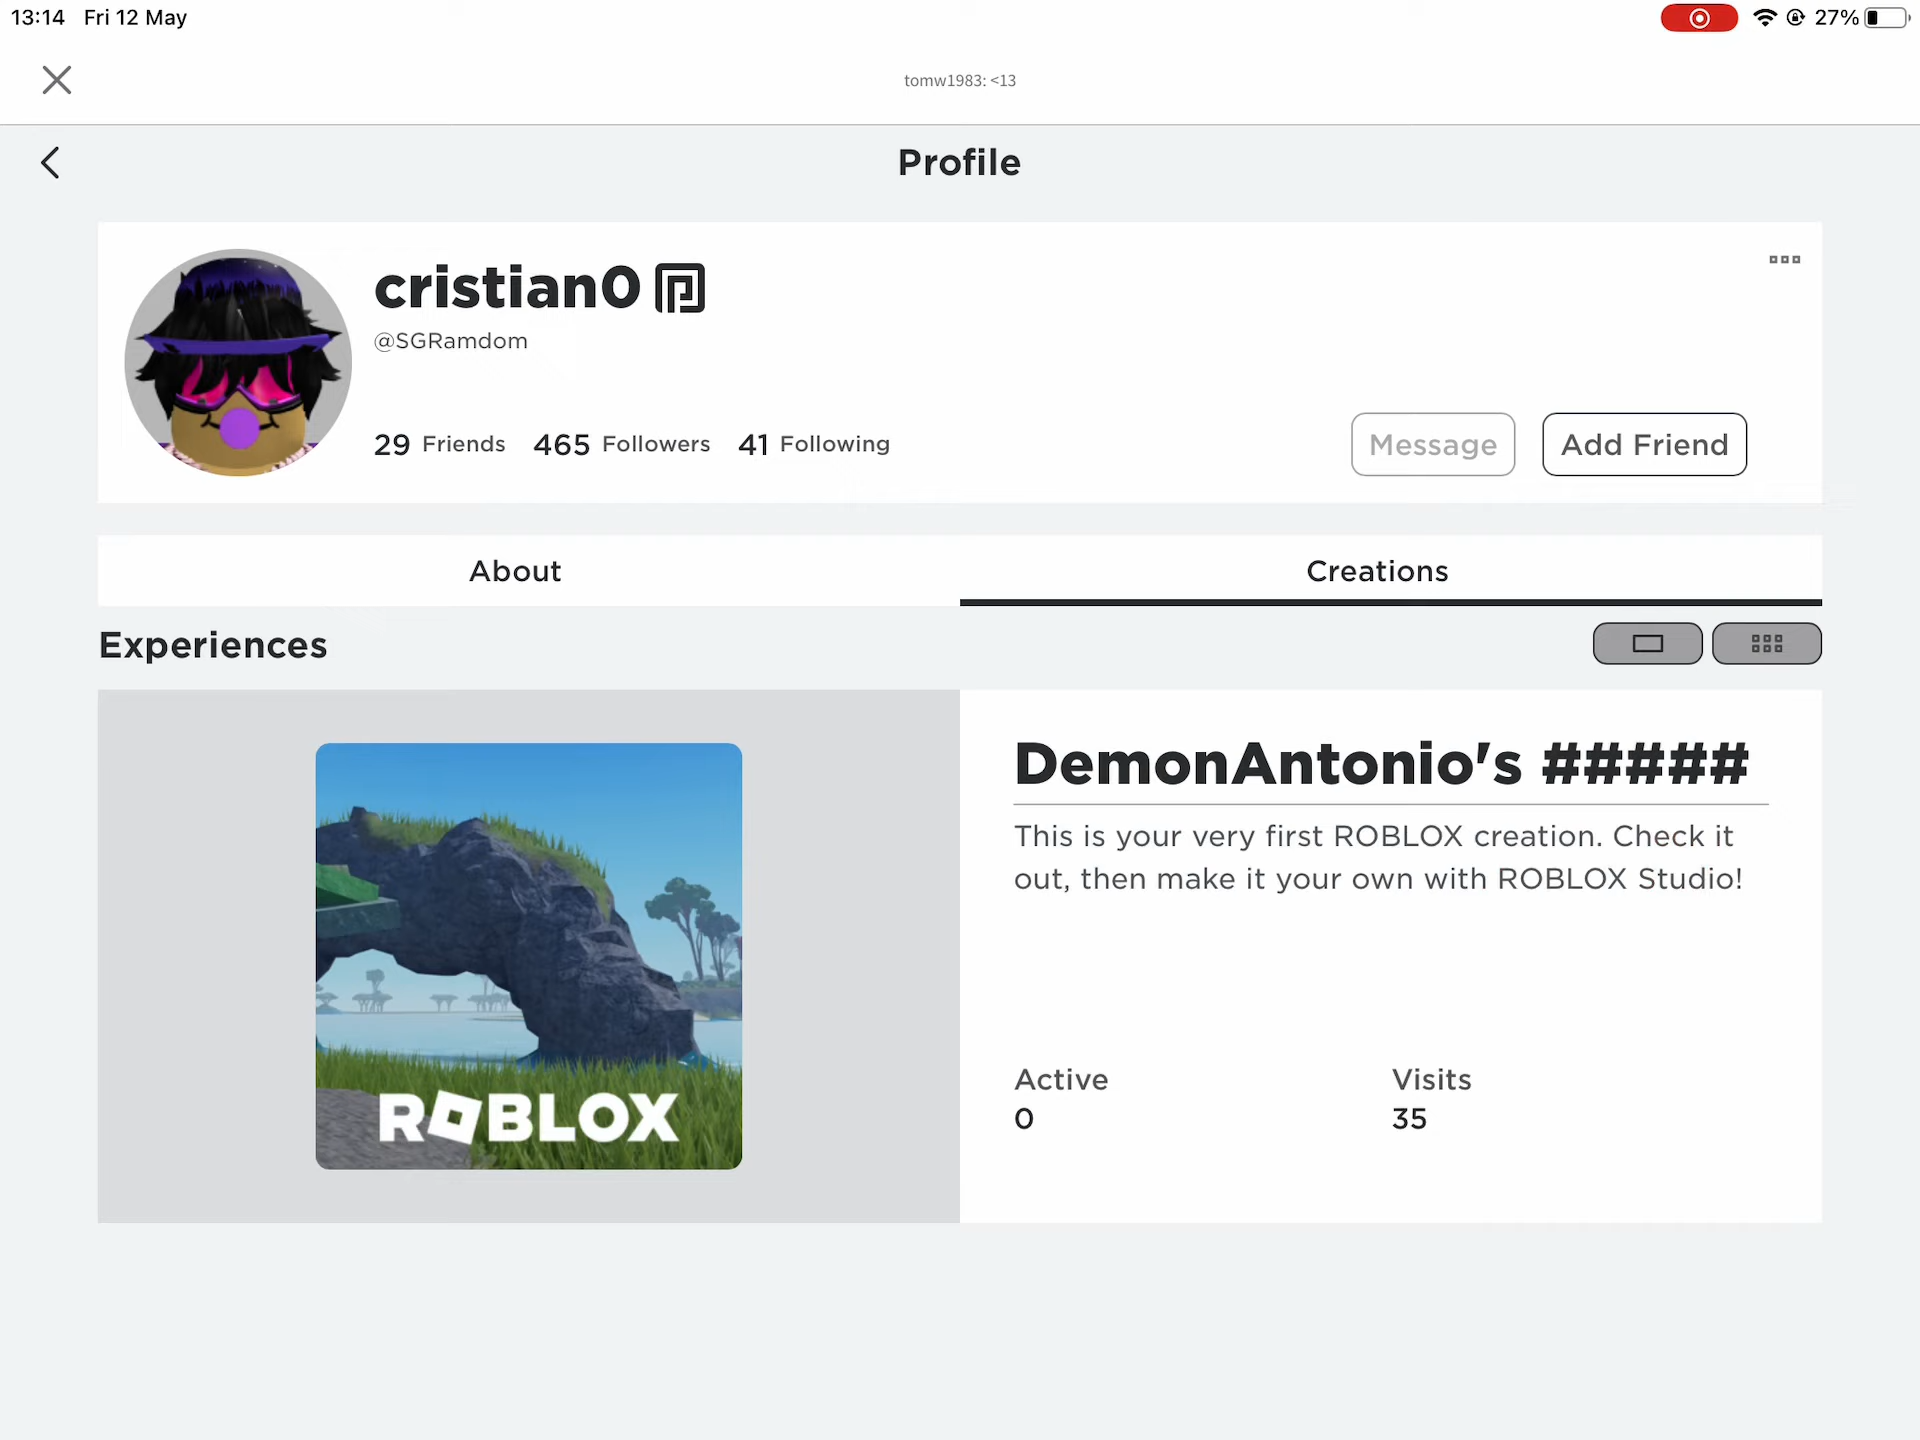 13:14 Fri 12 May
27%
tomw1983: <13
Profile
cristian0
@SGRamdom
29 Friends 465 Followers 41 Following
Message
Add Friend
About
Creations
Experiences
ROBLOX
DemonAntonio's #####
This is your very first ROBLOX creation. Check it
out, then make it your own with ROBLOX Studio!
Active
0
Visits
35